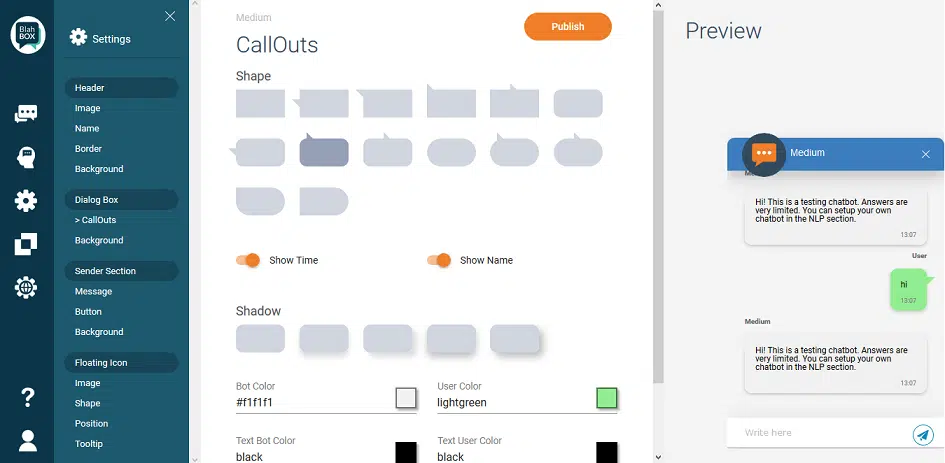 Blah
BOX
Settings
Header
Image
Name
Border
Background
Dialog Box
> CallOuts
Background
Sender Section
Message
Button
Background
Floating Icon
Image
Shape
Position
Tooltip
Medium
CallOuts
Publish
Shape
Show Time
Show Name
Shadow
Bot Color
#f1f1f1
User Color
lightgreen
Text Bot Color
black
Text User Color
black
Preview
Medium
Hi! This is a testing chatbot. Answers are
very limited. You can setup your own
chatbot in the NLP section.
13:07
User
hi
13:07
Medium
Hi! This is a testing chatbot. Answers are
very limited. You can setup your own
chatbot in the NLP section.
13:07
Write here